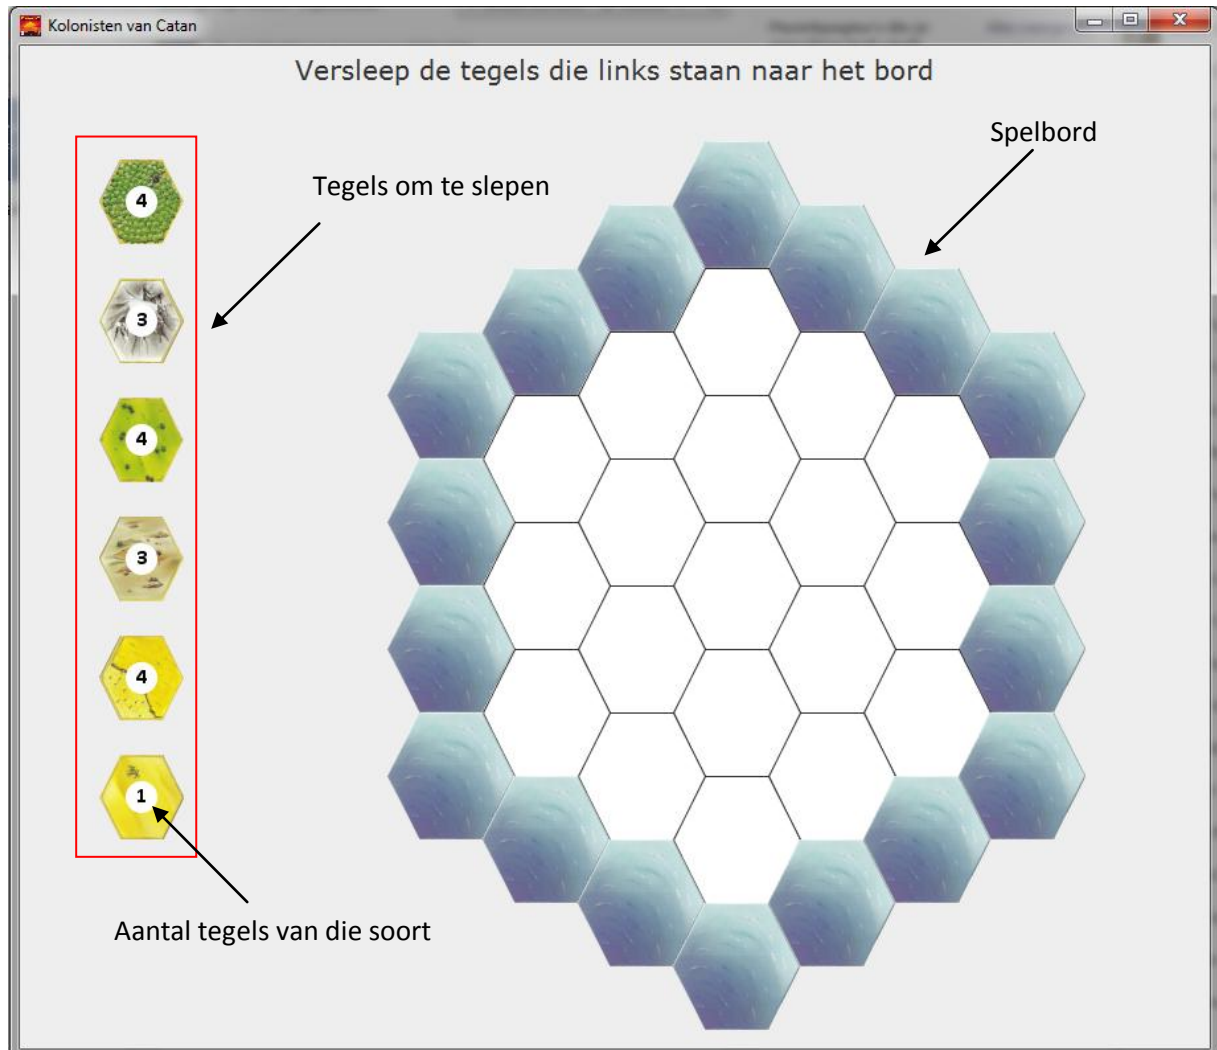 Kolonisten van Catan
Versleep de tegels die links staan naar het bord
Spelbord
Tegels om te slepen
4
3
4
3
4
1
Aantal tegels van die soort